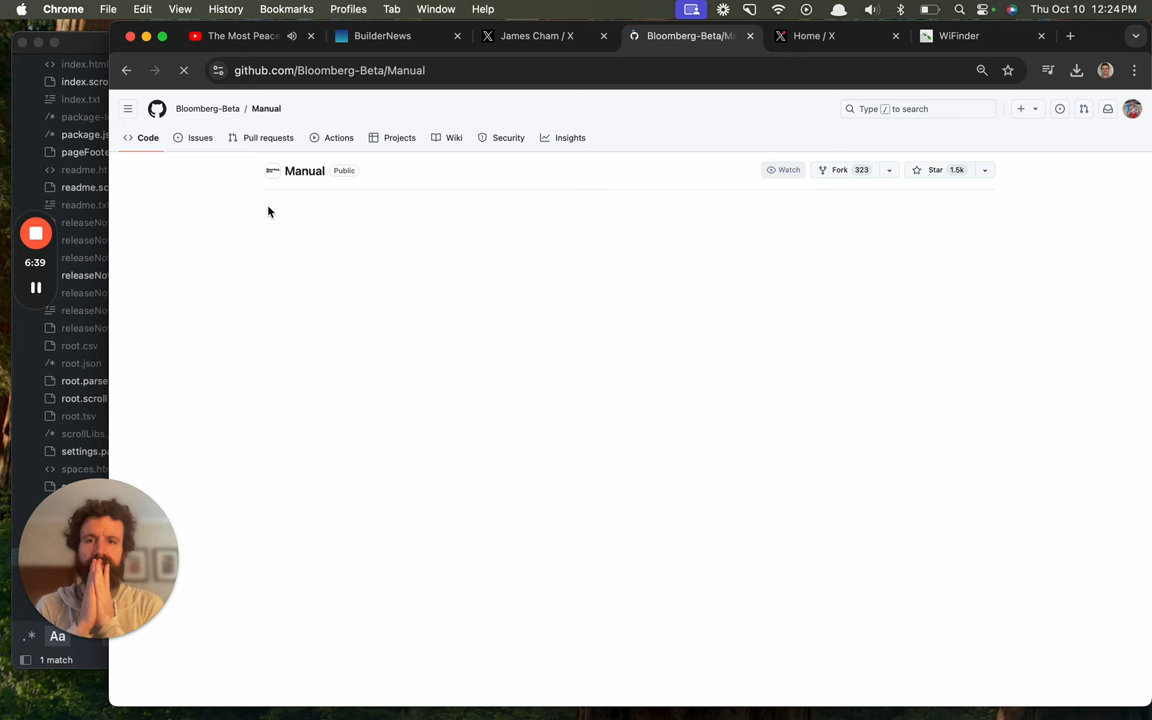 Chrome File Edit View History Bookmarks Profiles Tab Window Help Thu Oct 10 12:24 PM
The Most Peace
BuilderNews
James Cham / X
Bloomberg-Beta/Ma
Home / X
WiFinder
github.com/Bloomberg-Beta/Manual
Bloomberg-Beta / Manual
Type / to search
Code
Issues
Pull requests
Actions
Projects
Wiki
Security
Insights
Manual Public
Watch
Fork 323
Star 1.5k
index.html
index.scro
index.txt
package-l
package.js
pageFoote
readme.ht
readme.sc
readme.txt
releaseNo
releaseNo
releaseNo
releaseNo
releaseNo
releaseNo
releaseNo
root.csv
root.json
root.parse
root.scroll
root.tsv
scrollLibs.
settings.pa
spaces.htm
6:39
.* Aa
1 match